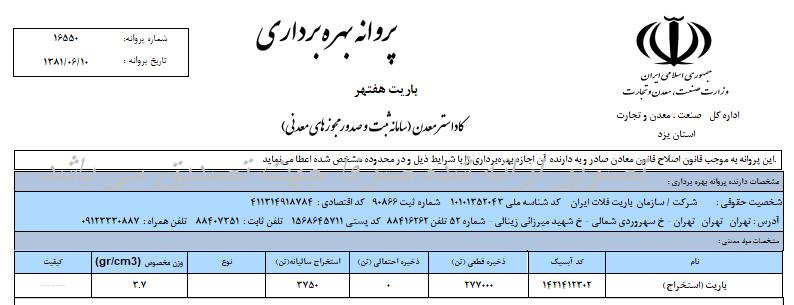 پروانه بهره برداری
شماره پروانه: ۱۶۵۵۰
تاریخ پروانه : ۱۳۸۱/۰۶/۱۰
جمهوری اسلامی ایران
وزارت صنعت، معدن و تجارت
باریت هفتهر
اداره کل صنعت ، معدن و تجارت
استان یزد
کاداستر معدن (سامانه ثبت و صدور مجوزهای معدنی)
این پروانه به موجب قانون اصلاح قانون معادن صادر و به دارنده آن اجازه بهره‌برداری را با شرایط ذیل و در محدوده مشخص شده اعطا می‌نماید.
مشخصات دارنده پروانه بهره برداری :
شخصیت حقوقی : شرکت / سازمان باریت فلات ایران کد شناسه ملی ۱۰۱۰۱۳۵۲۰۴۳ شماره ثبت ۹۰۸۶۶ کد اقتصادی : ۴۱۱۳۱۴۹۱۸۷۸۴
آدرس : تهران تهران تهران - خ سهروردی شمالی - خ شهید میرزائی زینالی - شماره ۵۲ تلفن ۸۸۴۱۶۲۶۲ کد پستی ۱۵۶۸۶۴۵۷۱۱ تلفن ثابت : ۸۸۴۰۷۳۵۱ تلفن همراه : ۰۹۱۲۳۳۳۰۸۸۷
مشخصات مواد معدنی :
نام کد آیسیک ذخیره قطعی (تن) ذخیره احتمالی (تن) استخراج سالیانه(تن) نوع وزن مخصوص (gr/cm3) کیفیت
باریت (استخراج) ۱۴۲۱۴۱۲۳۰۲ ۲۷۷۰۰۰ ۰ ۳۷۵۰ ۳.۷ -----